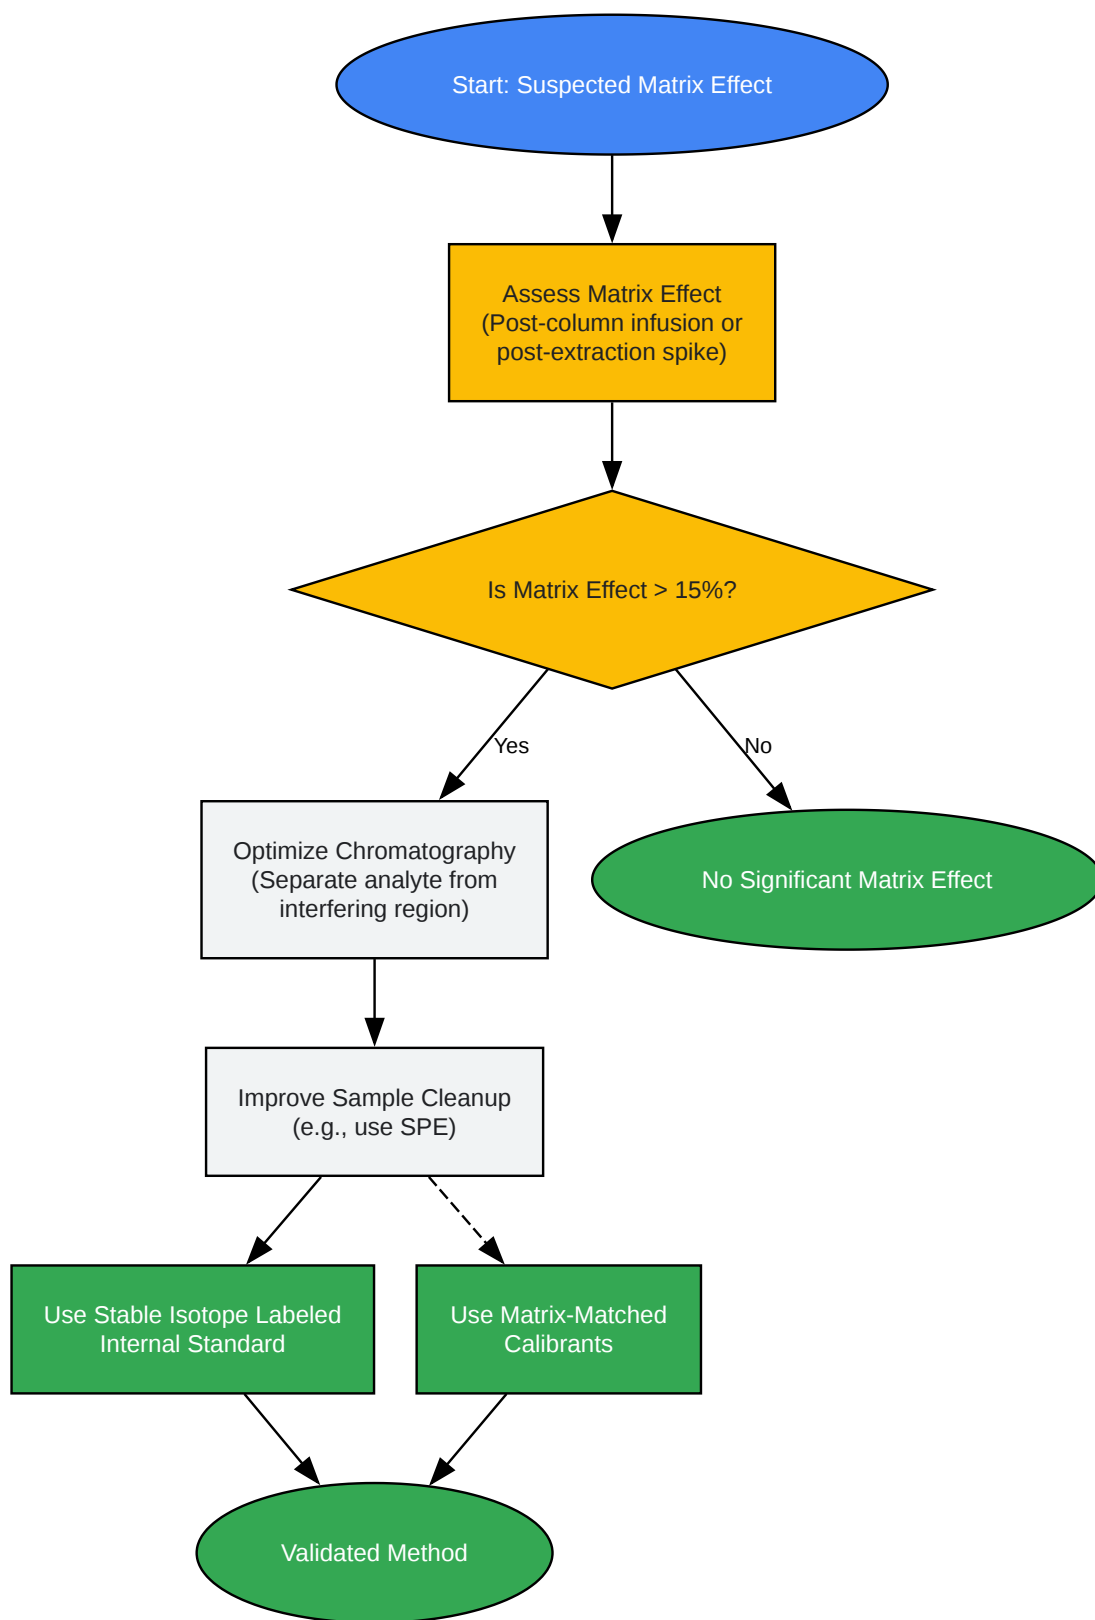 Start: Suspected Matrix Effect
Assess Matrix Effect
(Post-column infusion or
post-extraction spike)
Is Matrix Effect > 15%?
Yes
No
Optimize Chromatography
(Separate analyte from
interfering region)
No Significant Matrix Effect
Improve Sample Cleanup
(e.g., use SPE)
Use Stable Isotope Labeled
Internal Standard
Use Matrix-Matched
Calibrants
Validated Method